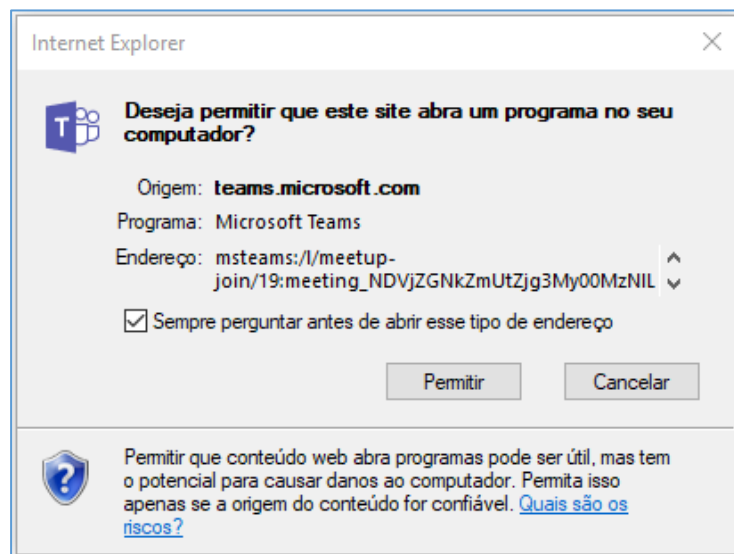 Internet Explorer
T
Deseja permitir que este site abra um programa no seu
computador?
Origem: teams.microsoft.com
Programa: Microsoft Teams
Endereço: msteams:/l/meetup-
join/19:meeting_NDVjZGNkZmUtZjg3My00MzNlL
Sempre perguntar antes de abrir esse tipo de endereço
Permitir Cancelar
Permitir que conteúdo web abra programas pode ser útil, mas tem
o potencial para causar danos ao computador. Permita isso
apenas se a origem do conteúdo for confiável. Quais são os
riscos?